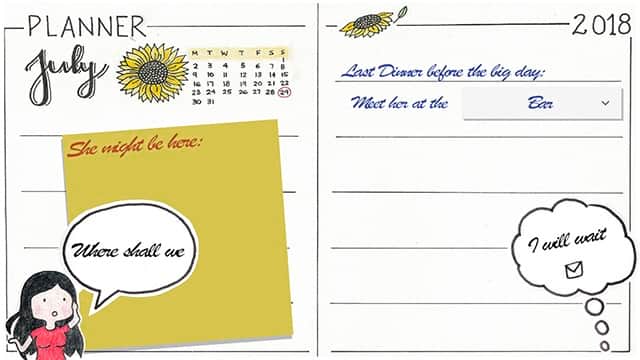 PLANNER
July
M T W T F S S
1
2 3 4 5 6 7 8
9 10 11 12 13 14 15
16 17 18 19 20 21 22
23 24 25 26 27 28 29
30 31
She might be here:
Where shall we
2018
Last Dinner before the big day:
Meet her at the Bar
I will wait